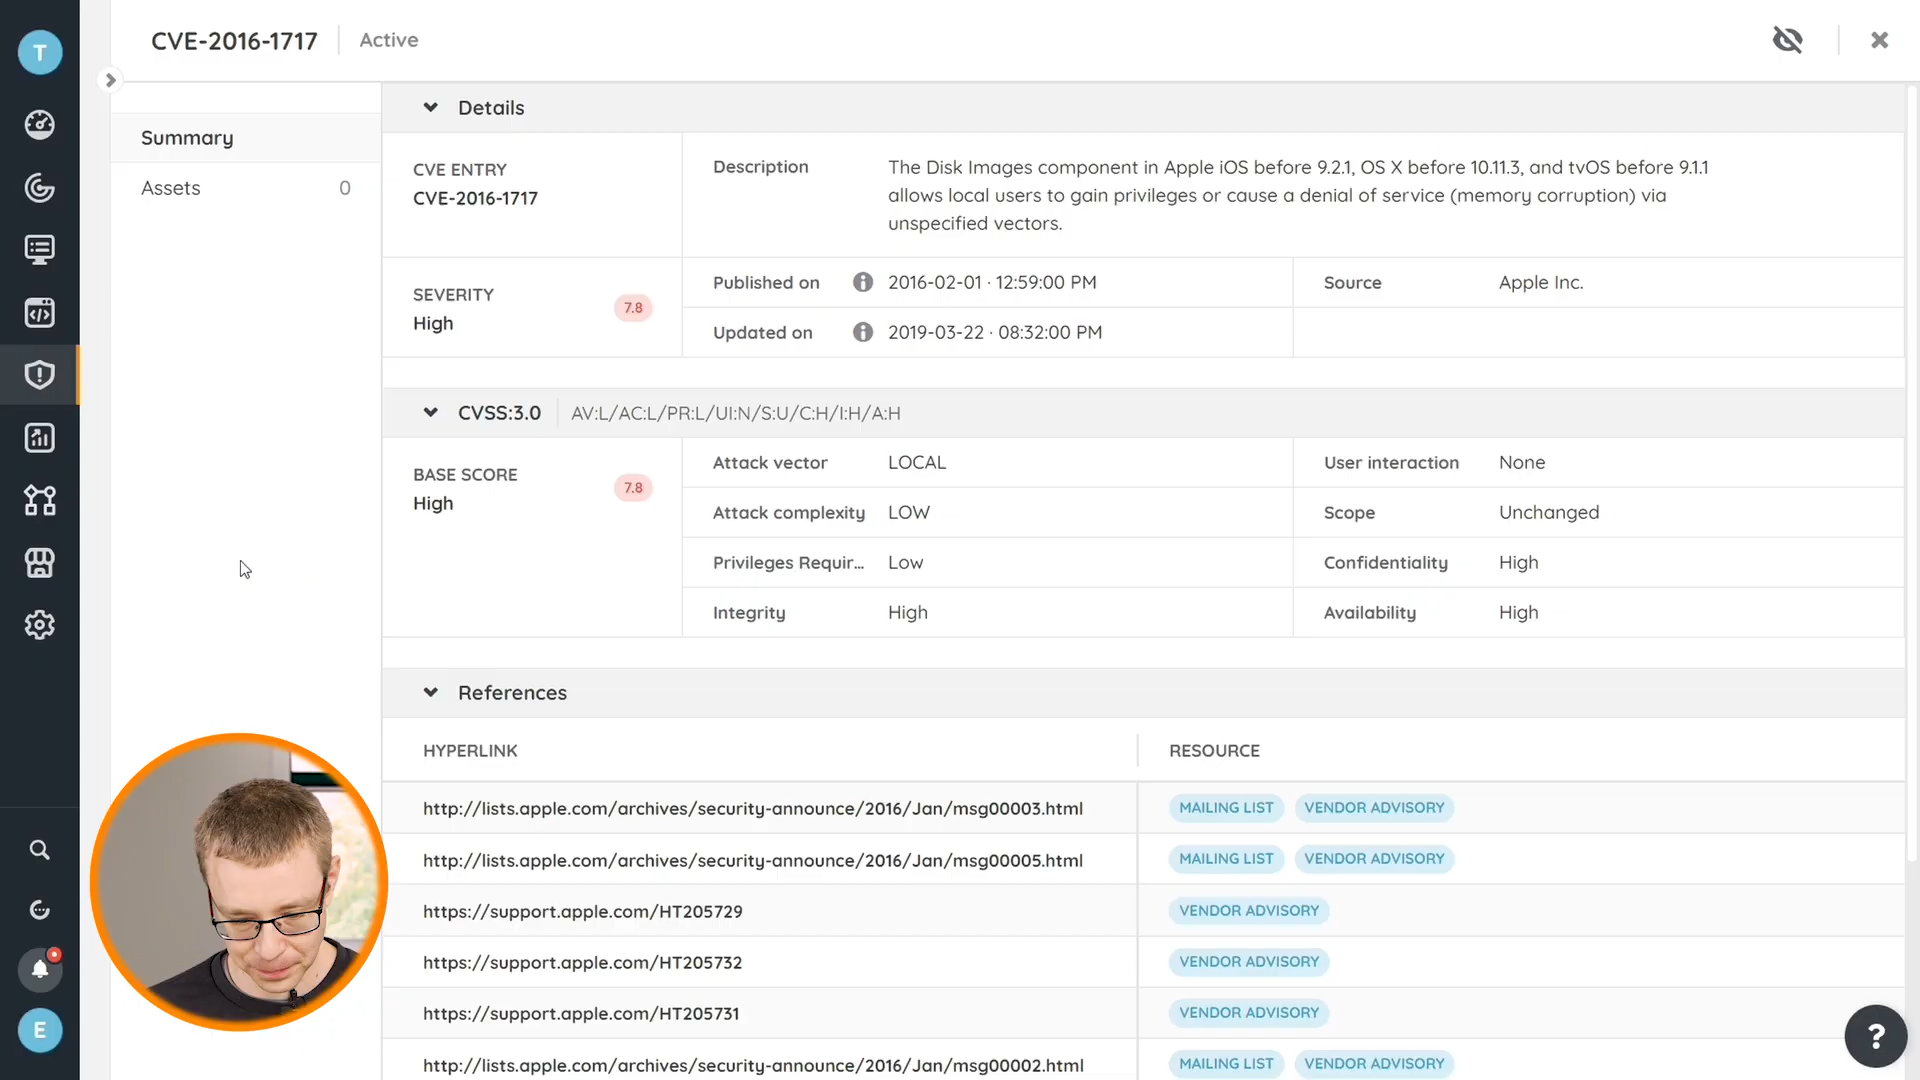 T
CVE-2016-1717
Active
Summary
Assets 0
Details
CVE ENTRY
CVE-2016-1717
Description
The Disk Images component in Apple iOS before 9.2.1, OS X before 10.11.3, and tvOS before 9.1.1
allows local users to gain privileges or cause a denial of service (memory corruption) via
unspecified vectors.
SEVERITY
High
7.8
Published on 2016-02-01 · 12:59:00 PM
Source Apple Inc.
Updated on 2019-03-22 · 08:32:00 PM
CVSS:3.0 AV:L/AC:L/PR:L/UI:N/S:U/C:H/I:H/A:H
BASE SCORE
High
7.8
Attack vector LOCAL
User interaction None
Attack complexity LOW
Scope Unchanged
Privileges Requir... Low
Confidentiality High
Integrity High
Availability High
References
HYPERLINK RESOURCE
http://lists.apple.com/archives/security-announce/2016/Jan/msg00003.html MAILING LIST VENDOR ADVISORY
http://lists.apple.com/archives/security-announce/2016/Jan/msg00005.html MAILING LIST VENDOR ADVISORY
https://support.apple.com/HT205729 VENDOR ADVISORY
https://support.apple.com/HT205732 VENDOR ADVISORY
https://support.apple.com/HT205731 VENDOR ADVISORY
http://lists.apple.com/archives/security-announce/2016/Jan/msg00002.html MAILING LIST VENDOR ADVISORY
E
?